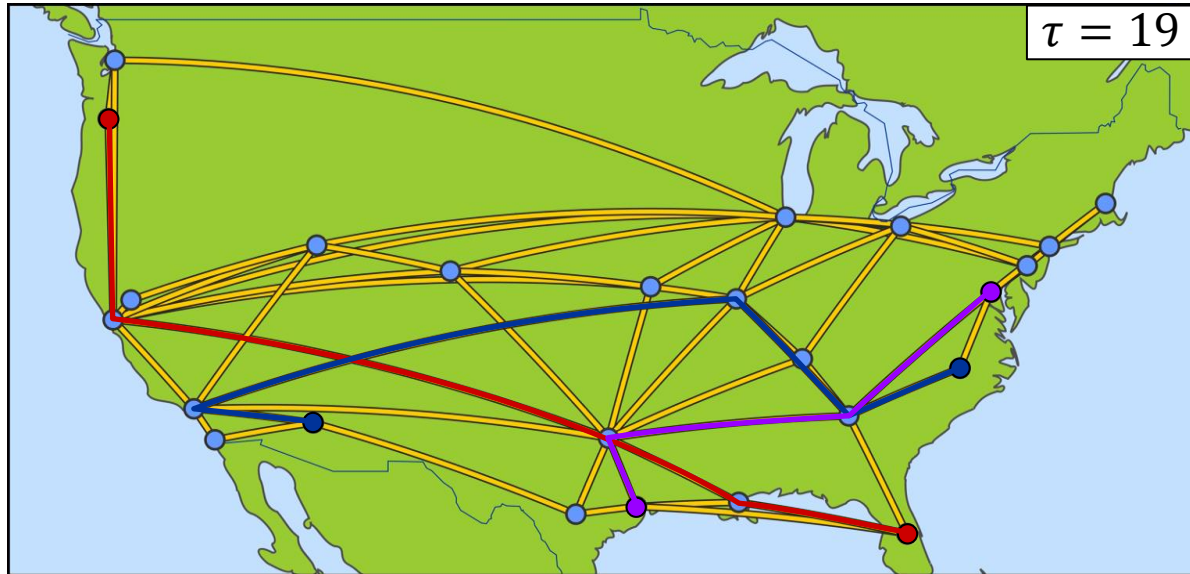 τ = 19